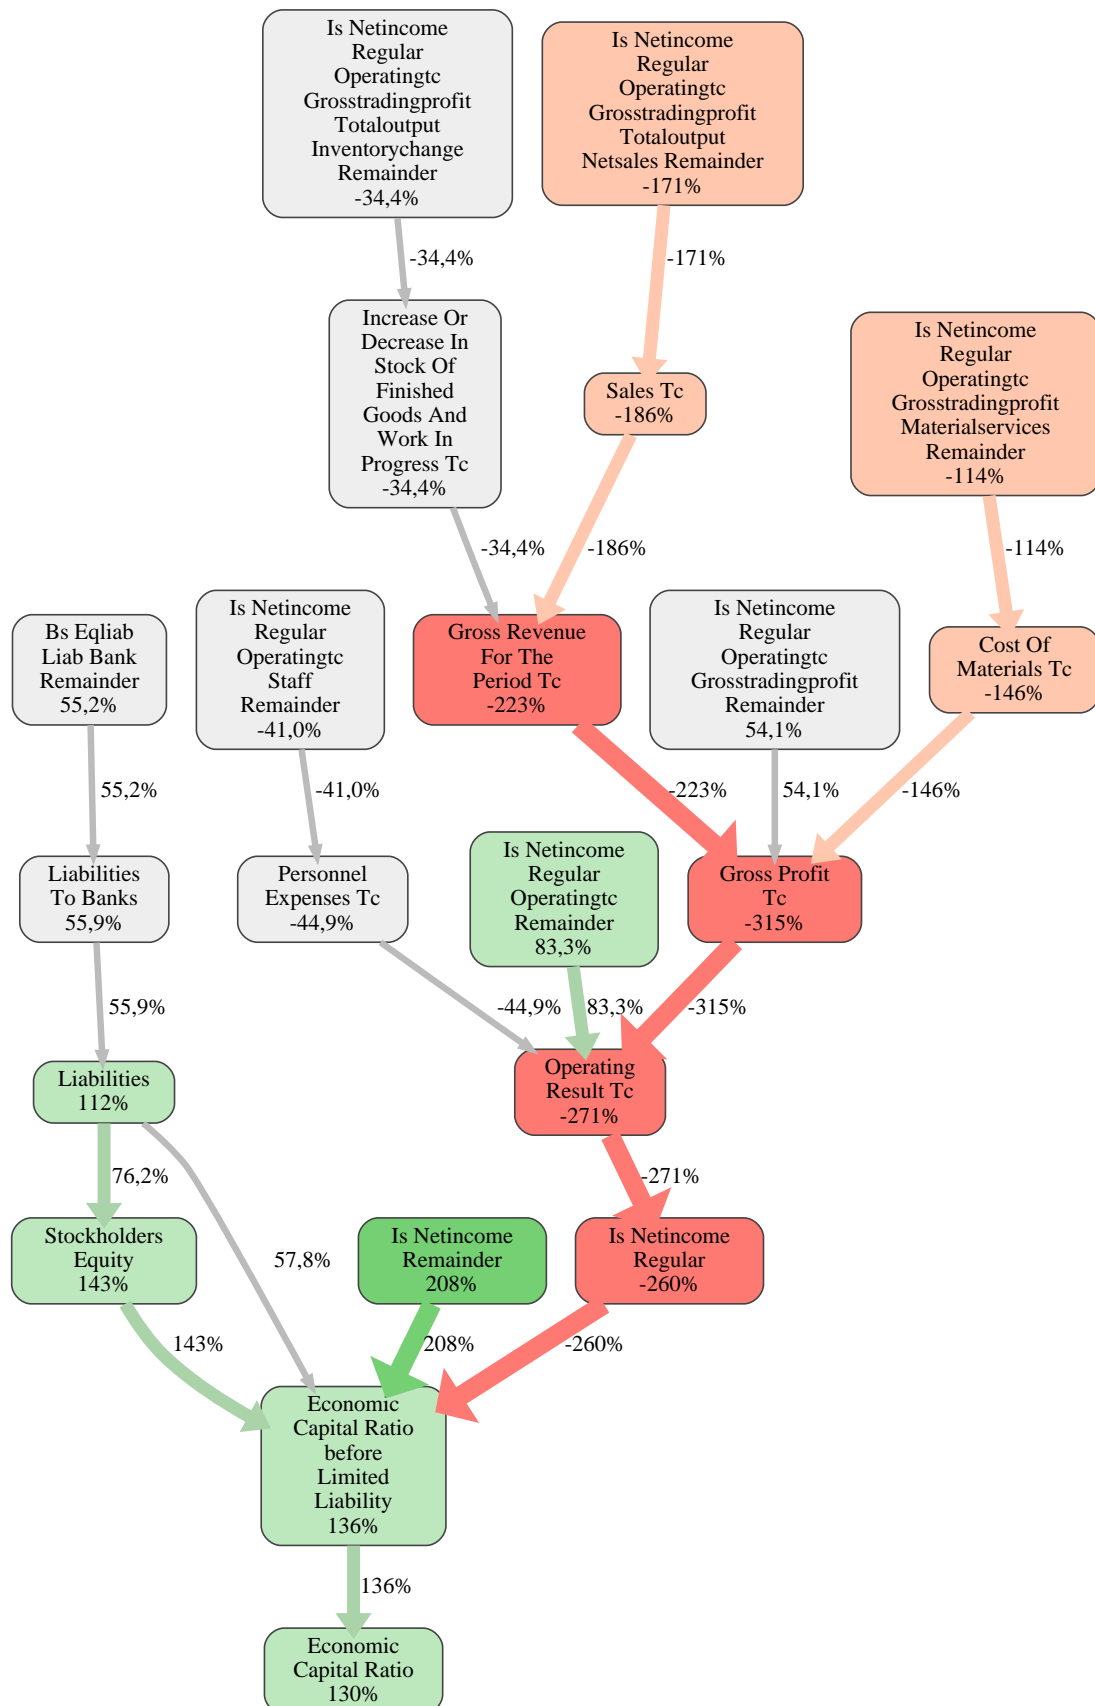 Is Netincome
Regular
Operatingtc
Grosstradingprofit
Totaloutput
Inventorychange
Remainder
-34,4%
Is Netincome
Regular
Operatingtc
Grosstradingprofit
Totaloutput
Netsales Remainder
-171%
-34,4%
-171%
Increase Or
Decrease In
Stock Of
Finished
Goods And
Work In
Progress Tc
-34,4%
Sales Tc
-186%
Is Netincome
Regular
Operatingtc
Grosstradingprofit
Materialservices
Remainder
-114%
-34,4%
-186%
-114%
Bs Eqliab
Liab Bank
Remainder
55,2%
Is Netincome
Regular
Operatingtc
Staff
Remainder
-41,0%
Gross Revenue
For The
Period Tc
-223%
Is Netincome
Regular
Operatingtc
Grosstradingprofit
Remainder
54,1%
Cost Of
Materials Tc
-146%
55,2%
-41,0%
-223%
54,1%
-146%
Liabilities
To Banks
55,9%
Personnel
Expenses Tc
-44,9%
Is Netincome
Regular
Operatingtc
Remainder
83,3%
Gross Profit
Tc
-315%
55,9%
-44,9%
83,3%
-315%
Liabilities
112%
Operating
Result Tc
-271%
76,2%
57,8%
-271%
Stockholders
Equity
143%
Is Netincome
Remainder
208%
Is Netincome
Regular
-260%
143%
208%
-260%
Economic
Capital Ratio
before
Limited
Liability
136%
136%
Economic
Capital Ratio
130%